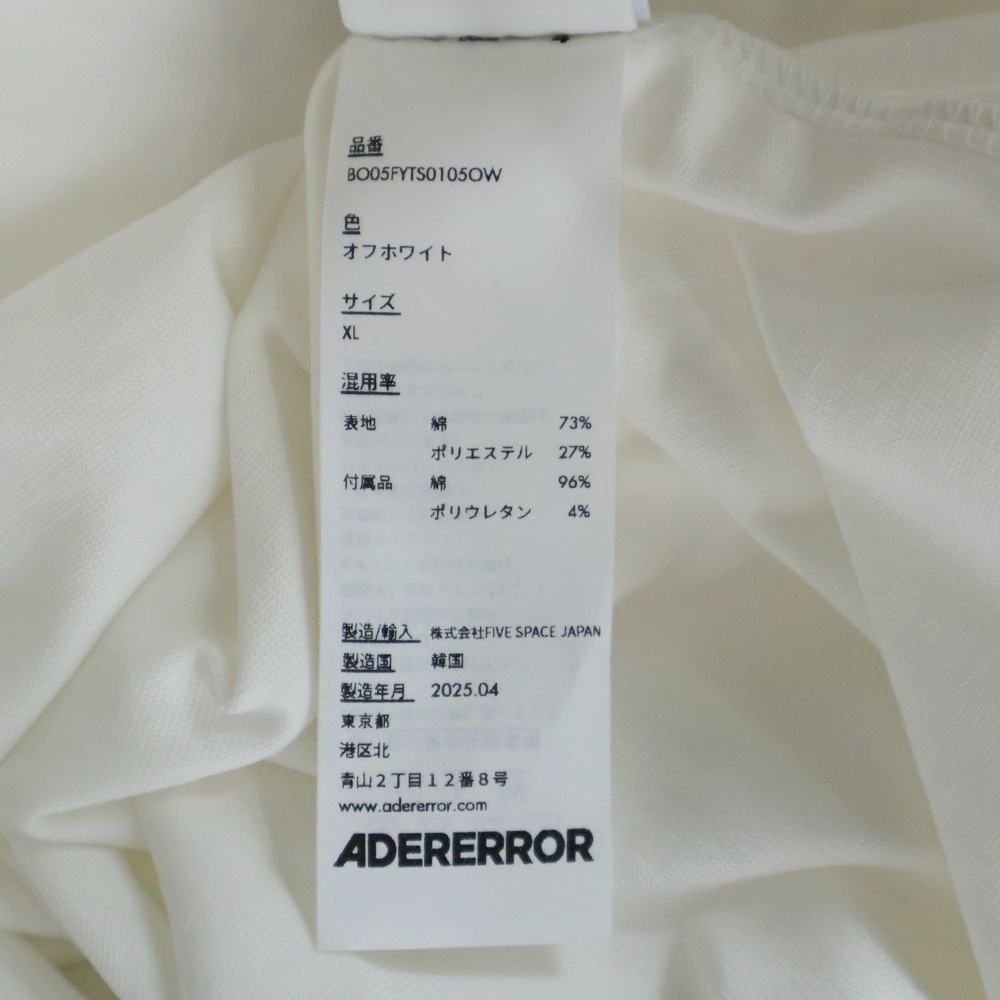 品番
BO05FYTS0105OW
色
オフホワイト
サイズ
XL
混用率
表地 綿 73%
ポリエステル 27%
付属品 綿 96%
ポリウレタン 4%
製造/輸入 株式会社FIVE SPACE JAPAN
製造国 韓国
製造年月 2025.04
東京都
港区北
青山2丁目12番8号
www.adererror.com
ADERERROR